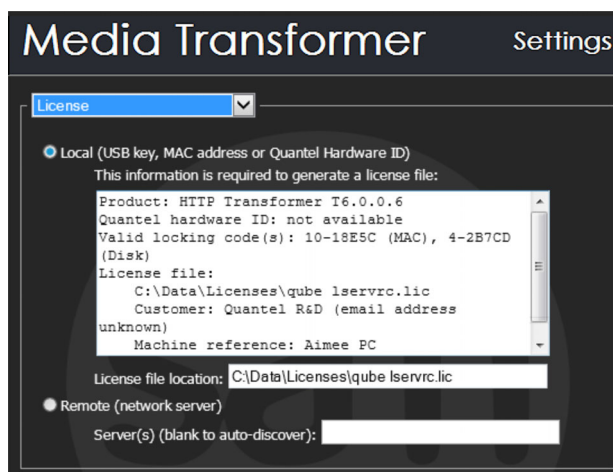 Media Transformer
Settings
License
Local (USB key, MAC address or Quantel Hardware ID)
This information is required to generate a license file:
Product: HTTP Transformer T6.0.0.6
Quantel hardware ID: not available
Valid locking code(s): 10-18E5C (MAC), 4-2B7CD
(Disk)
License file:
C:\Data\Licenses\qube lservrc.lic
Customer: Quantel R&D (email address
unknown)
Machine reference: Aimee PC
License file location: C:\Data\Licenses\qube lservrc.lic
Remote (network server)
Server(s) (blank to auto-discover):